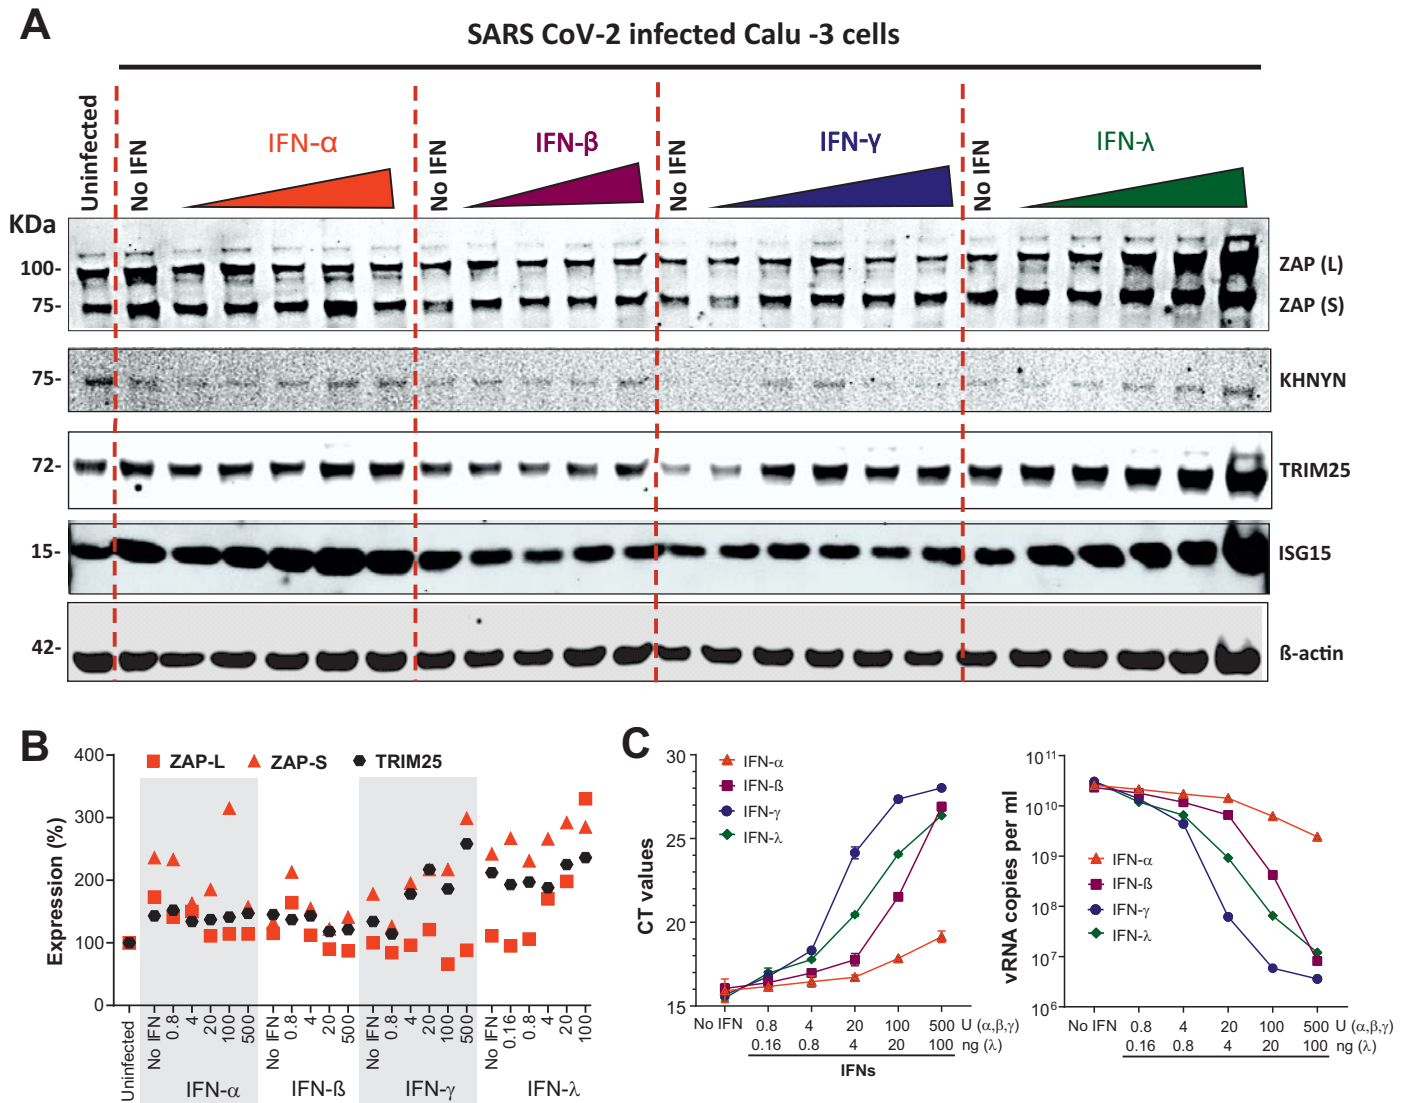 A
SARS CoV-2 infected Calu -3 cells
Uninfected
No IFN
IFN-α
No IFN
IFN-β
No IFN
IFN-γ
No IFN
IFN-λ
KDa
100-
75-
ZAP (L)
ZAP (S)
75-
KHNYN
72-
TRIM25
15-
ISG15
42-
ß-actin
B
ZAP-L ZAP-S TRIM25
Expression (%)
400
300
200
100
0
Uninfected
No IFN 0.8 4 20 100 500
No IFN 0.8 4 20 500
No IFN 0.8 4 20 100 500
No IFN 0.16 0.8 4 20 100
IFN-α IFN-ß IFN-γ IFN-λ
C
CT values
30
25
20
15
IFN-α
IFN-ß
IFN-γ
IFN-λ
No IFN 0.8 4 20 100 500 U (α,β,γ)
0.16 0.8 4 20 100 ng (λ)
IFNs
vRNA copies per ml
10¹¹
10¹⁰
10⁹
10⁸
10⁷
10⁶
IFN-α
IFN-ß
IFN-γ
IFN-λ
No IFN 0.8 4 20 100 500 U (α,β,γ)
0.16 0.8 4 20 100 ng (λ)
IFNs